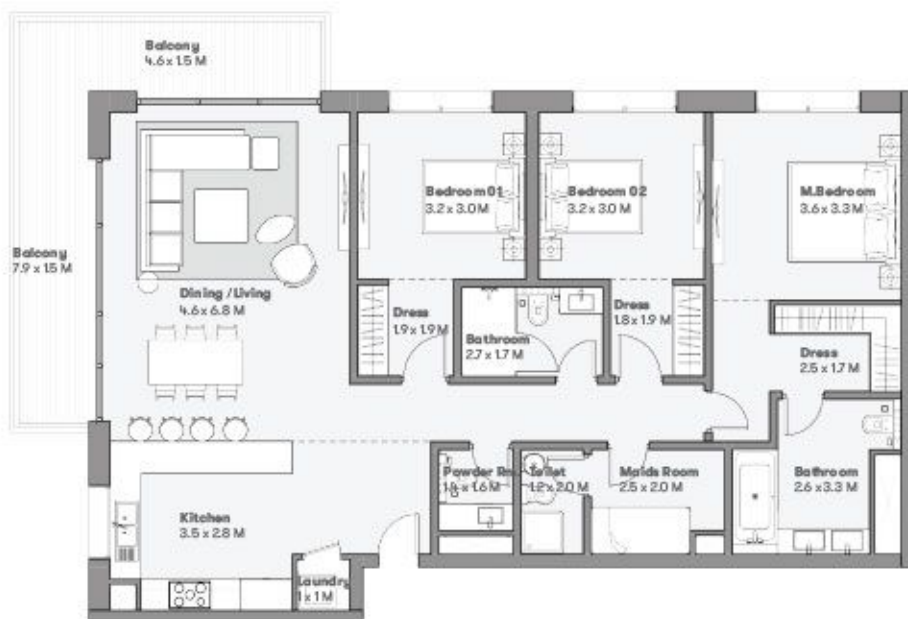 Balcony
4.6 x 1.5 M
Bedroom 01
3.2 x 3.0 M
Bedroom 02
3.2 x 3.0 M
M.Bedroom
3.6 x 3.3 M
Balcony
7.9 x 1.5 M
Dining / Living
4.6 x 6.8 M
Dress
1.9 x 1.9 M
Bathroom
2.7 x 1.7 M
Dress
1.8 x 1.9 M
Dress
2.5 x 1.7 M
Powder Rm.
1.4 x 1.6 M
Toilet
1.2 x 2.0 M
Maids Room
2.5 x 2.0 M
Bathroom
2.6 x 3.3 M
Kitchen
3.5 x 2.8 M
Laundry
1 x 1 M